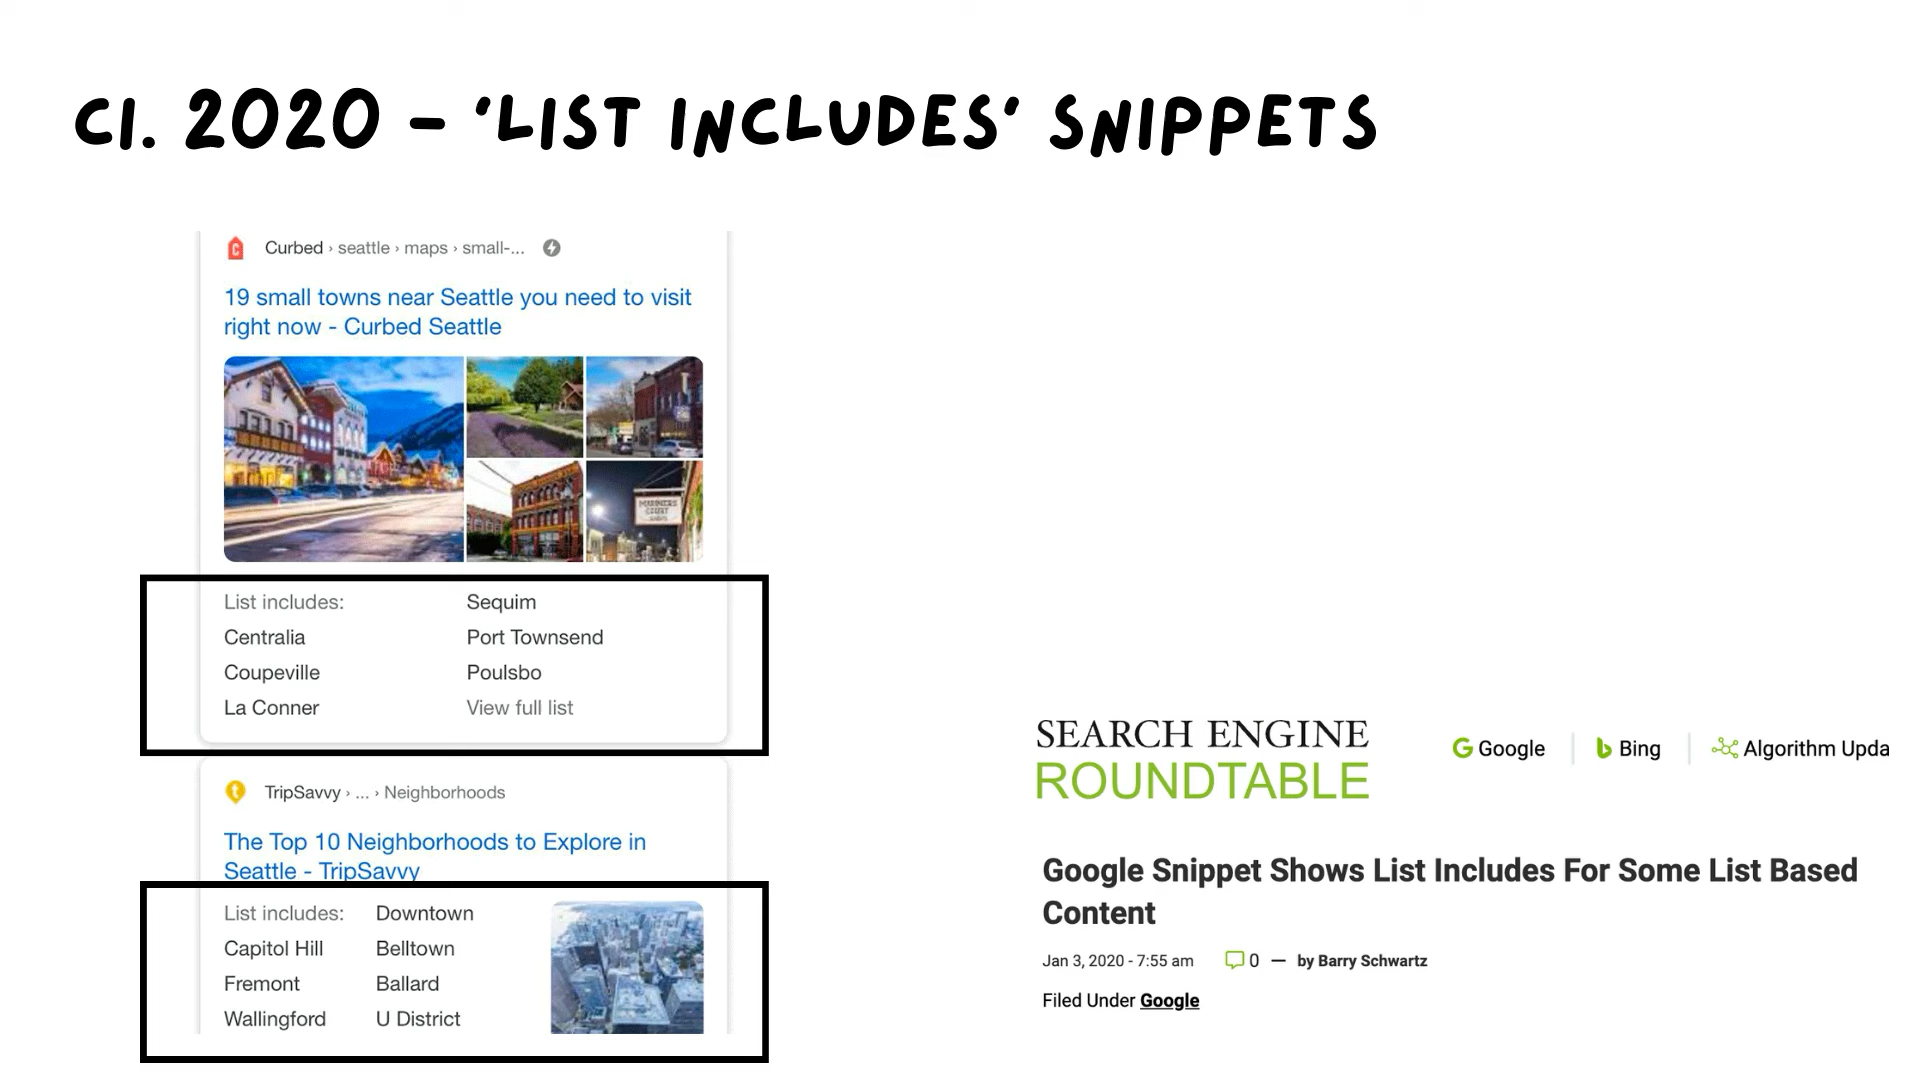 CI. 2020 - 'LIST INCLUDES' SNIPPETS
Curbed › seattle › maps › small-...
19 small towns near Seattle you need to visit
right now - Curbed Seattle
MARINERS
COURT
List includes: Sequim
Centralia Port Townsend
Coupeville Poulsbo
La Conner View full list
TripSavvy › ... › Neighborhoods
The Top 10 Neighborhoods to Explore in
Seattle - TripSavvy
List includes: Downtown
Capitol Hill Belltown
Fremont Ballard
Wallingford U District
SEARCH ENGINE
ROUNDTABLE
Google Bing Algorithm Upda
Google Snippet Shows List Includes For Some List Based
Content
Jan 3, 2020 - 7:55 am 0 — by Barry Schwartz
Filed Under Google